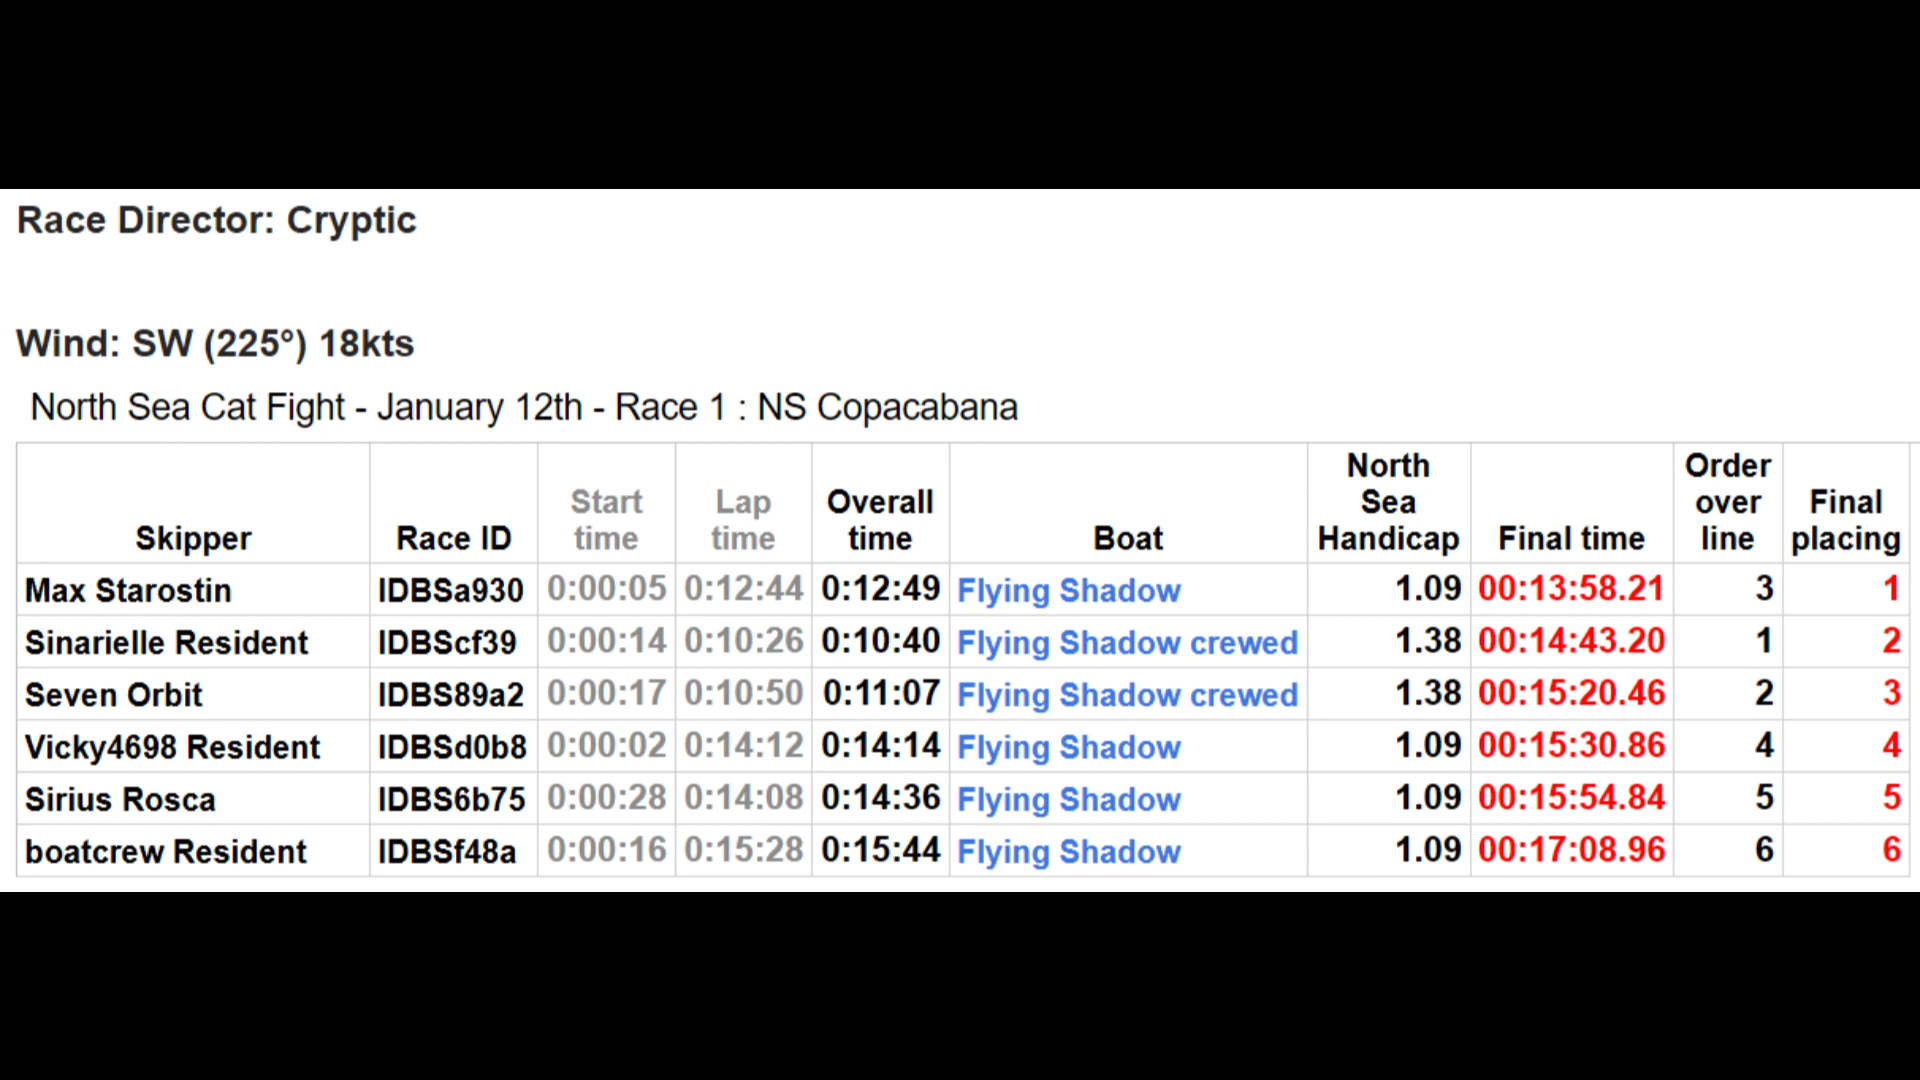 Race Director: Cryptic
Wind: SW (225°) 18kts
North Sea Cat Fight - January 12th - Race 1 : NS Copacabana
Skipper Race ID Start time Lap time Overall time Boat North Sea Handicap Final time Order over line Final placing
Max Starostin IDBSa930 0:00:05 0:12:44 0:12:49 Flying Shadow 1.09 00:13:58.21 3 1
Sinarielle Resident IDBScf39 0:00:14 0:10:26 0:10:40 Flying Shadow crewed 1.38 00:14:43.20 1 2
Seven Orbit IDBS89a2 0:00:17 0:10:50 0:11:07 Flying Shadow crewed 1.38 00:15:20.46 2 3
Vicky4698 Resident IDBSd0b8 0:00:02 0:14:12 0:14:14 Flying Shadow 1.09 00:15:30.86 4 4
Sirius Rosca IDBS6b75 0:00:28 0:14:08 0:14:36 Flying Shadow 1.09 00:15:54.84 5 5
boatcrew Resident IDBSf48a 0:00:16 0:15:28 0:15:44 Flying Shadow 1.09 00:17:08.96 6 6